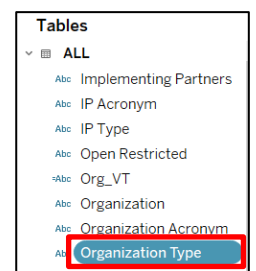 Tables
ALL
Abc Implementing Partners
Abc IP Acronym
Abc IP Type
Abc Open Restricted
=Abc Org_VT
Abc Organization
Abc Organization Acronym
Abc Organization Type